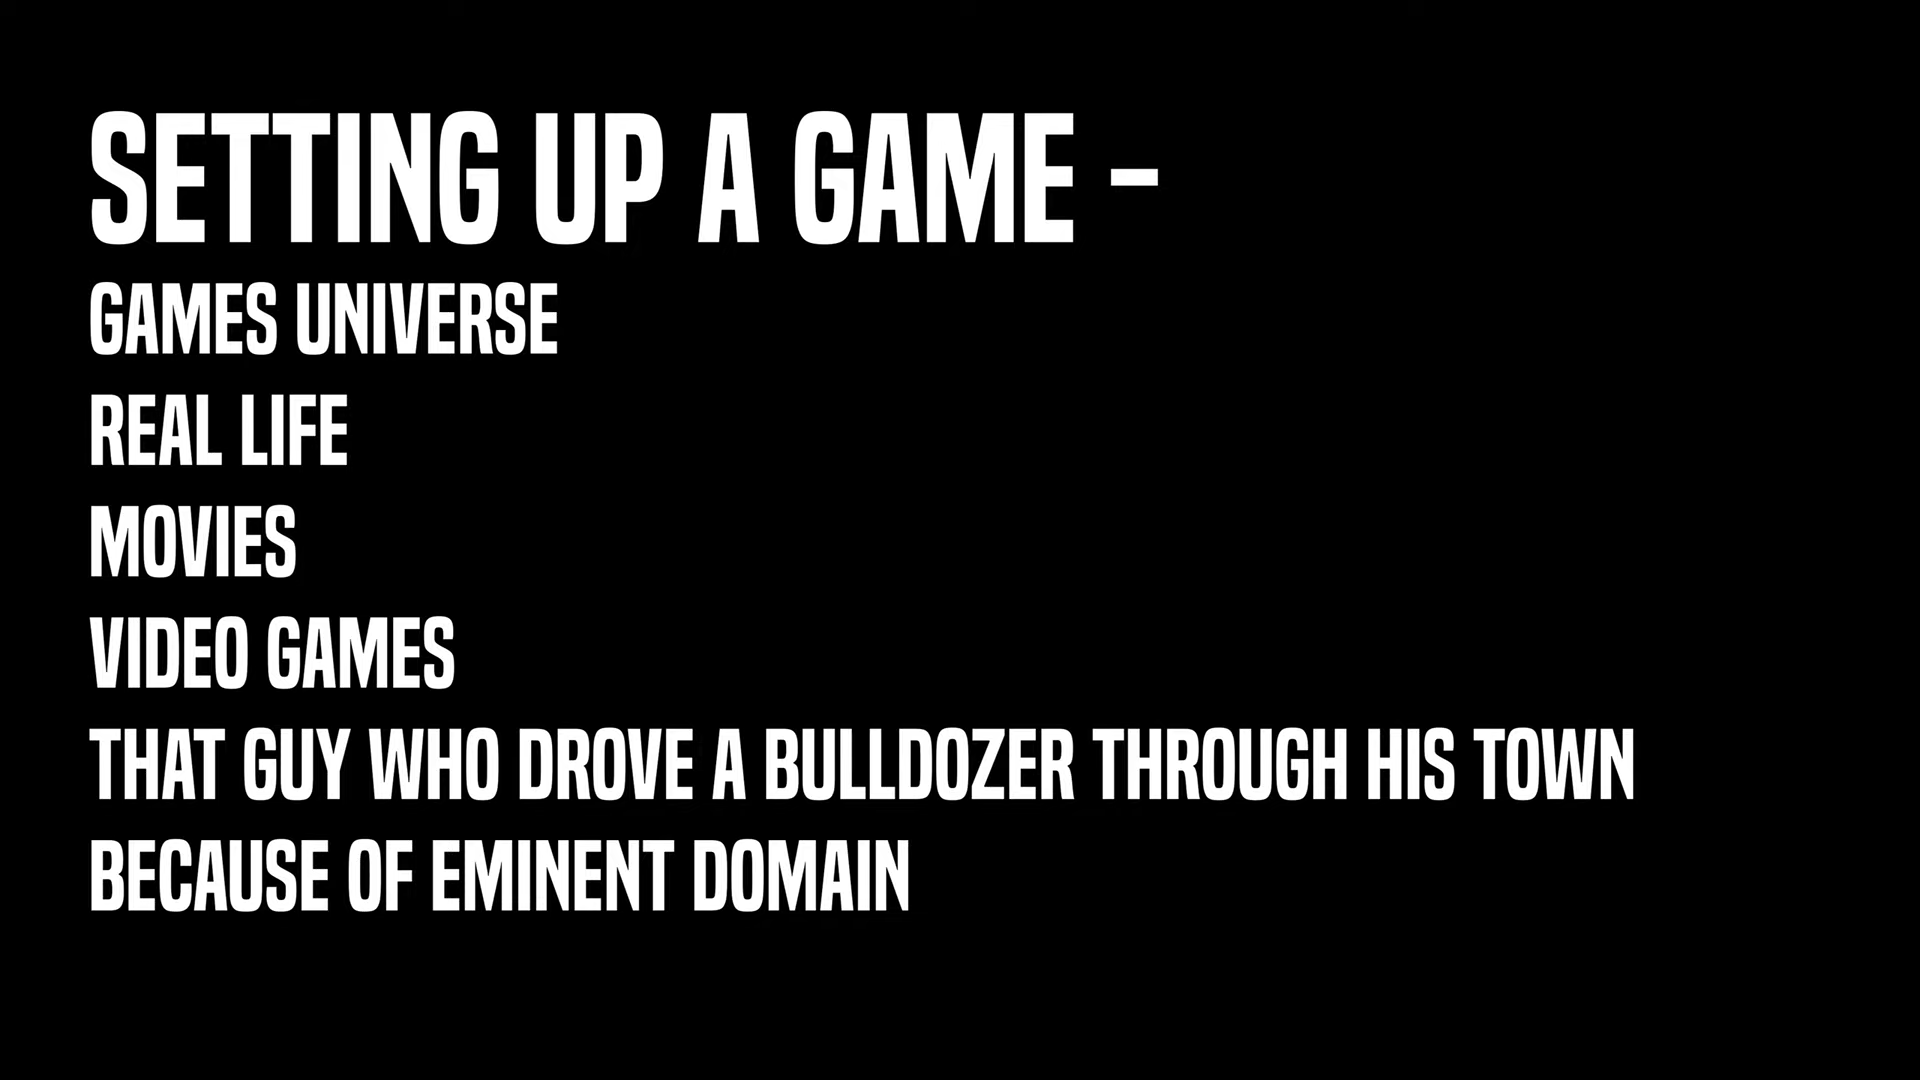 SETTING UP A GAME -
GAMES UNIVERSE
REAL LIFE
MOVIES
VIDEO GAMES
THAT GUY WHO DROVE A BULLDOZER THROUGH HIS TOWN
BECAUSE OF EMINENT DOMAIN